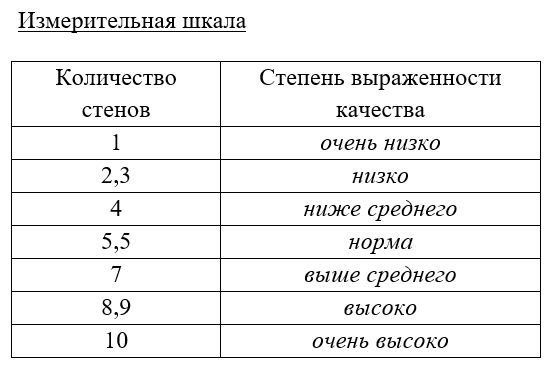 Измерительная шкала
Количество стенов	Степень выраженности качества
1	очень низко
2,3	низко
4	ниже среднего
5,5	норма
7	выше среднего
8,9	высоко
10	очень высоко